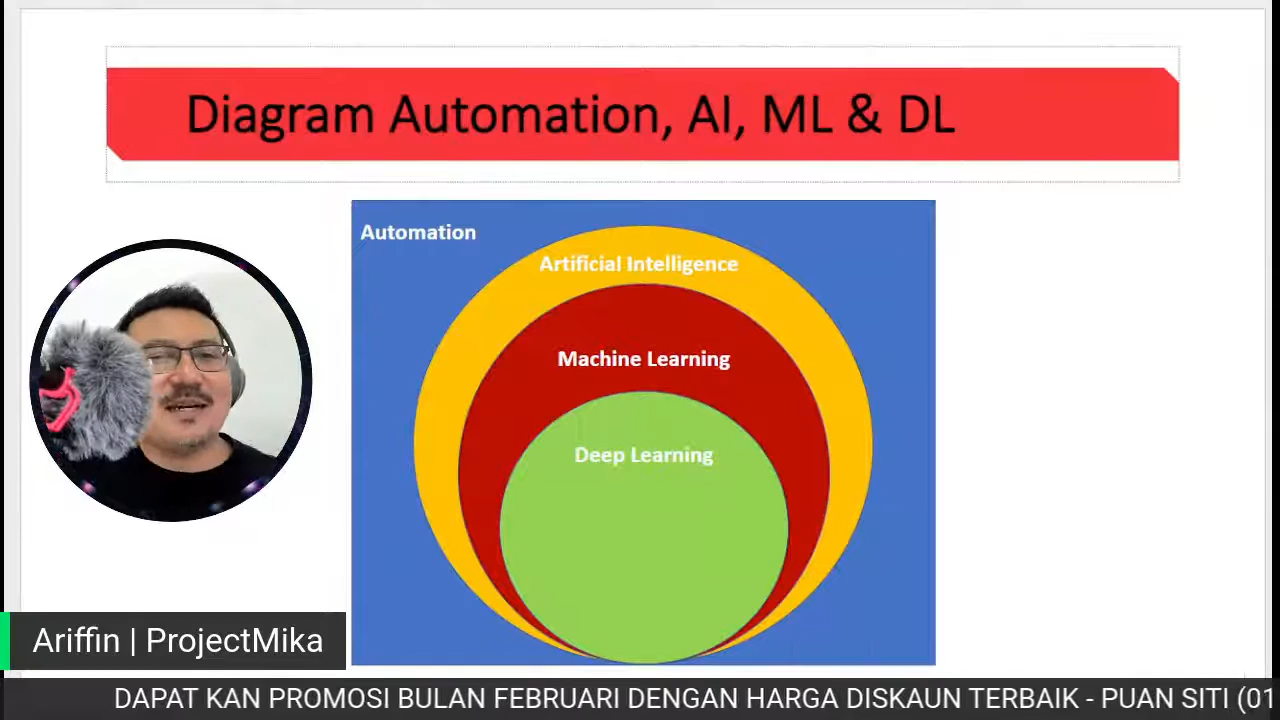 Diagram Automation, AI, ML & DL
Automation
Artificial Intelligence
Machine Learning
Deep Learning
Ariffin | ProjectMika
DAPAT KAN PROMOSI BULAN FEBRUARI DENGAN HARGA DISKAUN TERBAIK - PUAN SITI (01